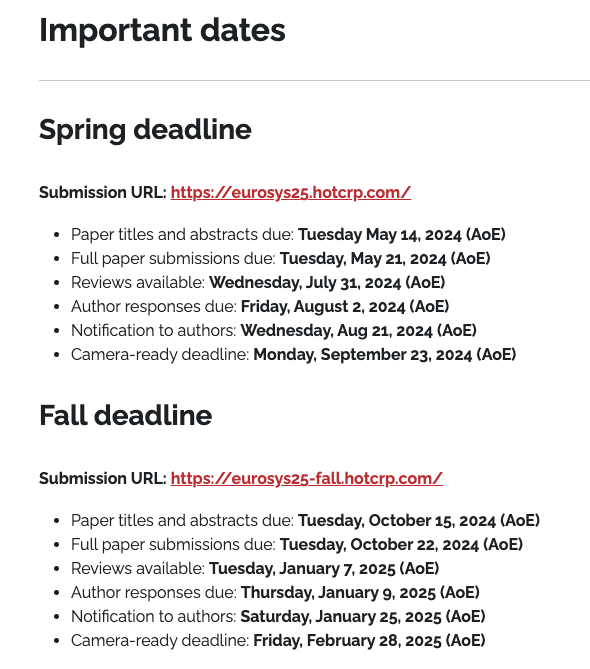 Important dates
Spring deadline
Submission URL: https://eurosys25.hotcrp.com/
• Paper titles and abstracts due: Tuesday May 14, 2024 (AoE)
• Full paper submissions due: Tuesday, May 21, 2024 (AoE)
• Reviews available: Wednesday, July 31, 2024 (AoE)
• Author responses due: Friday, August 2, 2024 (AoE)
• Notification to authors: Wednesday, Aug 21, 2024 (AoE)
• Camera-ready deadline: Monday, September 23, 2024 (AoE)
Fall deadline
Submission URL: https://eurosys25-fall.hotcrp.com/
• Paper titles and abstracts due: Tuesday, October 15, 2024 (AoE)
• Full paper submissions due: Tuesday, October 22, 2024 (AoE)
• Reviews available: Tuesday, January 7, 2025 (AoE)
• Author responses due: Thursday, January 9, 2025 (AoE)
• Notification to authors: Saturday, January 25, 2025 (AoE)
• Camera-ready deadline: Friday, February 28, 2025 (AoE)